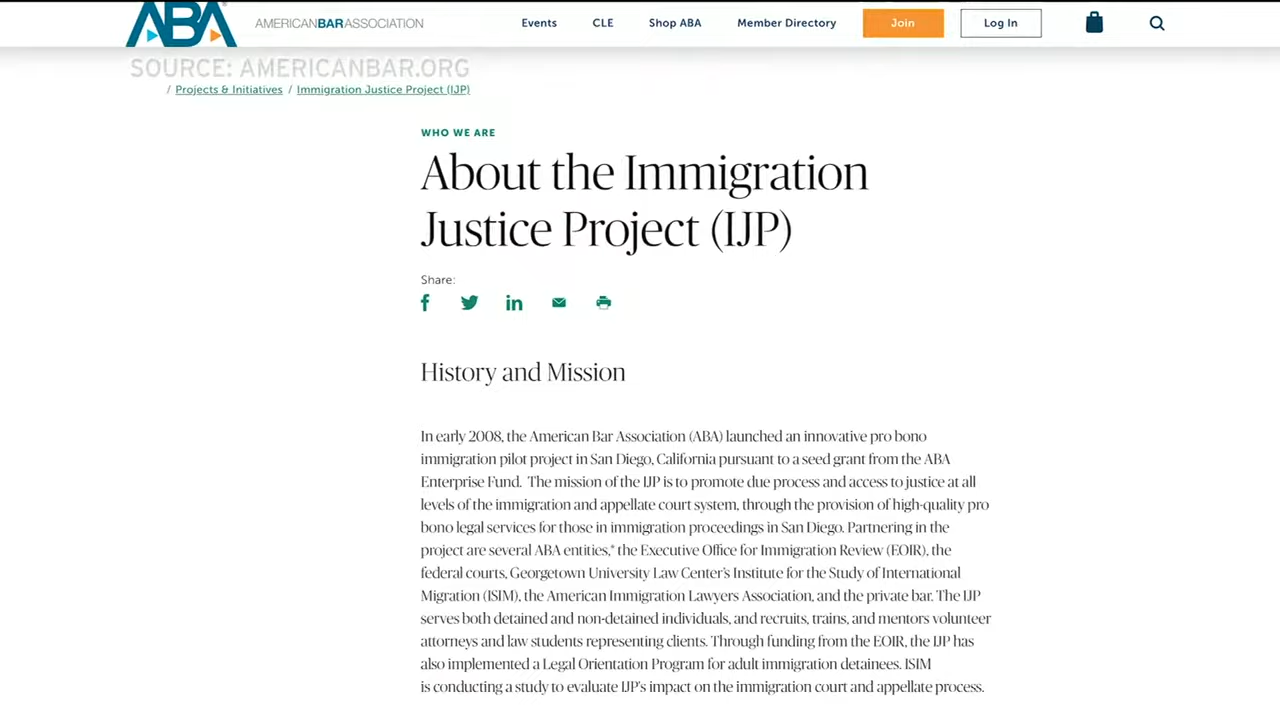 ABA AMERICANBARASSOCIATION Events CLE Shop ABA Member Directory Join Log In
SOURCE: AMERICANBAR.ORG
/ Projects & Initiatives / Immigration Justice Project (IJP)
WHO WE ARE
About the Immigration
Justice Project (IJP)
Share:
History and Mission
In early 2008, the American Bar Association (ABA) launched an innovative pro bono
immigration pilot project in San Diego, California pursuant to a seed grant from the ABA
Enterprise Fund. The mission of the IJP is to promote due process and access to justice at all
levels of the immigration and appellate court system, through the provision of high-quality pro
bono legal services for those in immigration proceedings in San Diego. Partnering in the
project are several ABA entities,* the Executive Office for Immigration Review (EOIR), the
federal courts, Georgetown University Law Center's Institute for the Study of International
Migration (ISIM), the American Immigration Lawyers Association, and the private bar. The IJP
serves both detained and non-detained individuals, and recruits, trains, and mentors volunteer
attorneys and law students representing clients. Through funding from the EOIR, the IJP has
also implemented a Legal Orientation Program for adult immigration detainees. ISIM
is conducting a study to evaluate IJP's impact on the immigration court and appellate process.